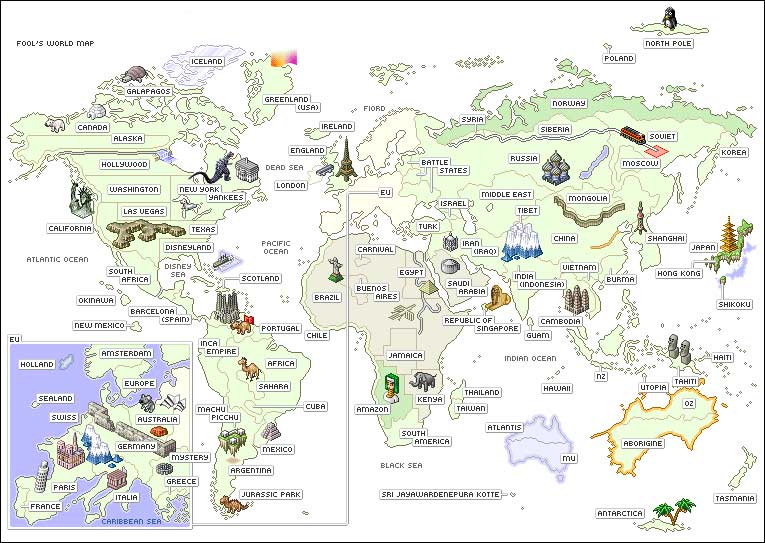 NORTH POLE
FOOL'S WORLD MAP
POLAND
ICELAND
GALAPAGOS
GREENLAND
(USA)
FJORD
NORWAY
CANADA
SYRIA
ALASKA
IRELAND
SIBERIA
SOVIET
ENGLAND
KOREA
HOLLYWOOD
DEAD SEA
BATTLE
STATES
RUSSIA
MOSCOW
LONDON
WASHINGTON
NEW YORK
YANKEES
EU
MIDDLE EAST
MONGOLIA
ISRAEL
TIBET
LAS VEGAS
CALIFORNIA
TEXAS
TURK
CHINA
SHANGHAI
JAPAN
DISNEYLAND
PACIFIC
OCEAN
CARNIVAL
IRAN
(IRAQ)
ATLANTIC OCEAN
DISNEY
SEA
SOUTH
AFRICA
SCOTLAND
EGYPT
SAUDI
ARABIA
INDIA
(INDONESIA)
VIETNAM
BURMA
HONG KONG
OKINAWA
BRAZIL
BUENOS
AIRES
SHIKOKU
BARCELONA
(SPAIN)
NEW MEXICO
PORTUGAL
CHILE
REPUBLIC OF
SINGAPORE
CAMBODIA
GUAM
EU
INCA
EMPIRE
AMSTERDAM
HOLLAND
AFRICA
JAMAICA
INDIAN OCEAN
HAITI
EUROPE
SAHARA
NZ
TAHITI
SEALAND
HAWAII
UTOPIA
KENYA
THAILAND
TAIWAN
OZ
SWISS
AUSTRALIA
MACHU
PICCHU
CUBA
AMAZON
ATLANTIS
GERMANY
SOUTH
AMERICA
ABORIGINE
MEXICO
MYSTERY
MU
BLACK SEA
ARGENTINA
GREECE
PARIS
ITALIA
JURASSIC PARK
SRI JAYAWARDENEPURA KOTTE
TASMANIA
FRANCE
CARIBBEAN SEA
ANTARCTICA